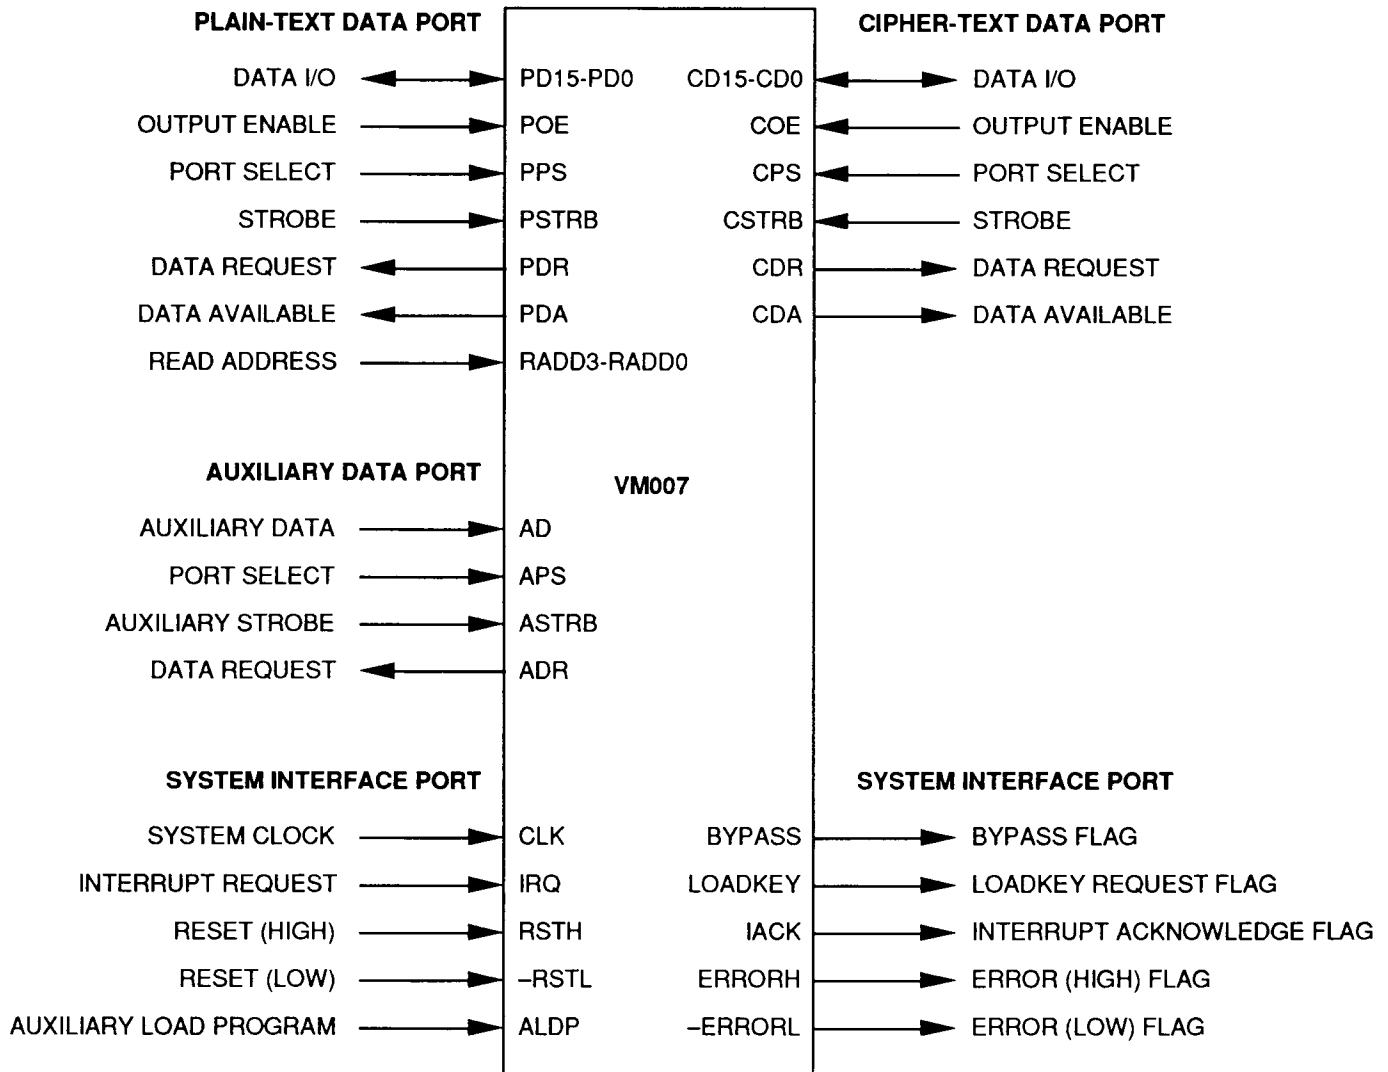 PLAIN-TEXT DATA PORT CIPHER-TEXT DATA PORT
DATA I/O PD15-PD0 CD15-CD0 DATA I/O
OUTPUT ENABLE POE COE OUTPUT ENABLE
PORT SELECT PPS CPS PORT SELECT
STROBE PSTRB CSTRB STROBE
DATA REQUEST PDR CDR DATA REQUEST
DATA AVAILABLE PDA CDA DATA AVAILABLE
READ ADDRESS RADD3-RADD0
AUXILIARY DATA PORT
VM007
AUXILIARY DATA AD
PORT SELECT APS
AUXILIARY STROBE ASTRB
DATA REQUEST ADR
SYSTEM INTERFACE PORT SYSTEM INTERFACE PORT
SYSTEM CLOCK CLK BYPASS BYPASS FLAG
INTERRUPT REQUEST IRQ LOADKEY LOADKEY REQUEST FLAG
RESET (HIGH) RSTH IACK INTERRUPT ACKNOWLEDGE FLAG
RESET (LOW) –RSTL ERRORH ERROR (HIGH) FLAG
AUXILIARY LOAD PROGRAM ALDP –ERRORL ERROR (LOW) FLAG